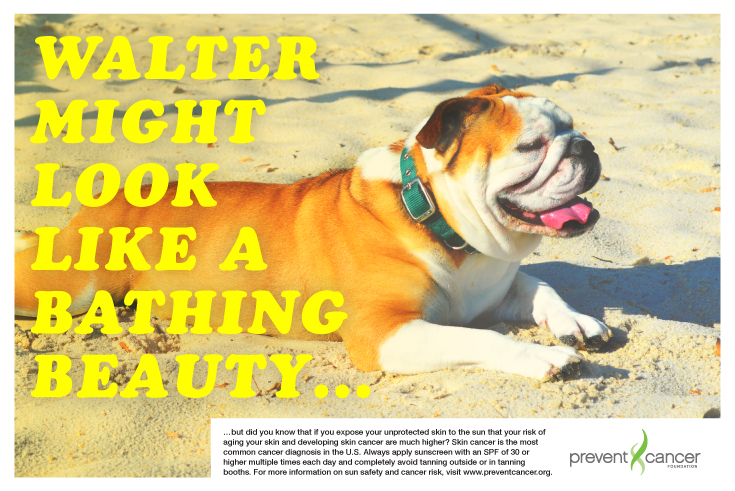 WALTER
MIGHT
LOOK
LIKE A
BATHING
BEAUTY...
...but did you know that if you expose your unprotected skin to the sun that your risk of
aging your skin and developing skin cancer are much higher? Skin cancer is the most
common cancer diagnosis in the U.S. Always apply sunscreen with an SPF of 30 or
higher multiple times each day and completely avoid tanning outside or in tanning
booths. For more information on sun safety and cancer risk, visit www.preventcancer.org.
prevent cancer
FOUNDATION